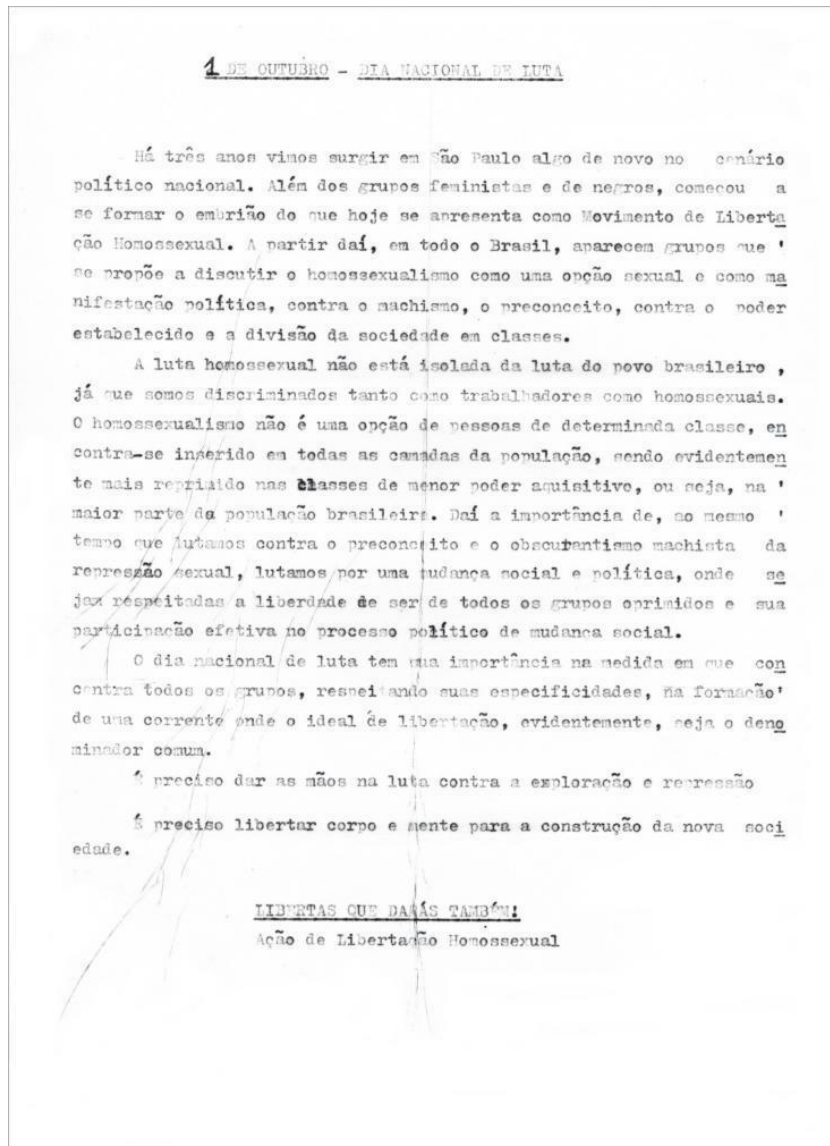 1 DE OUTUBRO - DIA NACIONAL DE LUTA
Há três anos vimos surgir em São Paulo algo de novo no cenário
político nacional. Além dos grupos feministas e de negros, começou a
se formar o embrião do que hoje se apresenta como Movimento de Liberta
ção Homossexual. A partir daí, em todo o Brasil, aparecem grupos que '
se propõe a discutir o homossexualismo como uma opção sexual e como ma
nifestação política, contra o machismo, o preconceito, contra o poder
estabelecido e a divisão da sociedade em classes.
A luta homossexual não está isolada da luta do povo brasileiro ,
já que somos discriminados tanto como trabalhadores como homossexuais.
O homossexualismo não é uma opção de pessoas de determinada classe, en
contra-se inserido em todas as camadas da população, sendo evidentemen
te mais reprimido nas classes de menor poder aquisitivo, ou seja, na '
maior parte da população brasileira. Daí a importância de, ao mesmo '
tempo que lutamos contra o preconceito e o obscurantismo machista da
repressão sexual, lutamos por uma mudança social e política, onde se
jam respeitadas a liberdade de ser de todos os grupos oprimidos e sua
participação efetiva no processo político de mudança social.
O dia nacional de luta tem sua importância na medida em que con
centra todos os grupos, respeitando suas especificidades, na formação'
de uma corrente onde o ideal de libertação, evidentemente, seja o deno
minador comum.
É preciso dar as mãos na luta contra a exploração e repressão
É preciso libertar corpo e mente para a construção da nova soci
edade.
LIBERTAS QUE DARÁS TAMBÉM!
Ação de Libertação Homossexual